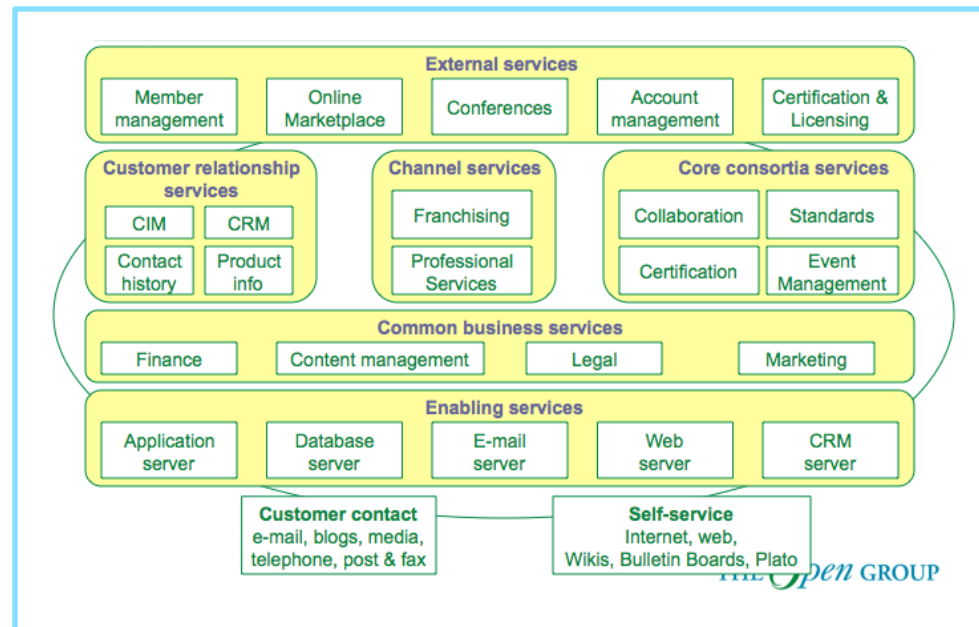 External services
Member
management
Online
Marketplace
Conferences
Account
management
Certification &
Licensing
Customer relationship
services
CIM
CRM
Contact
history
Product
info
Channel services
Franchising
Professional
Services
Core consortia services
Collaboration
Standards
Certification
Event
Management
Common business services
Finance
Content management
Legal
Marketing
Enabling services
Application
server
Database
server
E-mail
server
Web
server
CRM
server
Customer contact
e-mail, blogs, media,
telephone, post & fax
Self-service
Internet, web,
Wikis, Bulletin Boards, Plato
THE Open GROUP